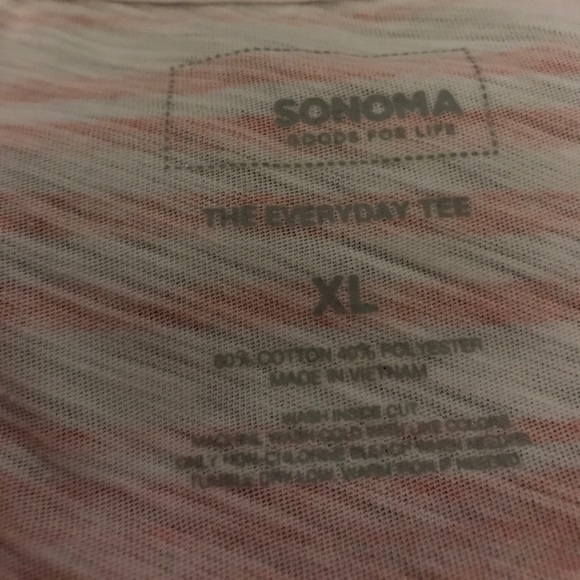 SONOMA
GOODS FOR LIFE
THE EVERYDAY TEE
XL
60% COTTON 40% POLYESTER
MADE IN VIETNAM
WASH INSIDE OUT
MACHINE WASH COLD WITH LIKE COLORS
ONLY NON-CHLORINE BLEACH WHEN NEEDED
TUMBLE DRY LOW, WARM IRON IF NEEDED